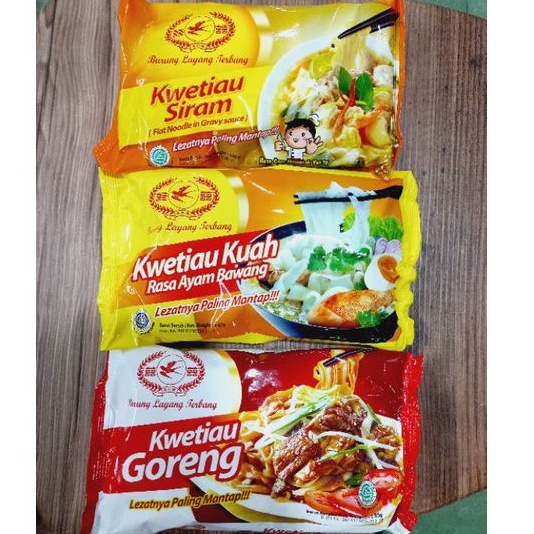 Burung Layang Terbang
Kwetiau
Siram
( Flat Noodle in Gravy sauce )
Lezatnya Paling Mantap!!!
Burung Layang Terbang
Kwetiau Kuah
Rasa Ayam Bawang
Lezatnya Paling Mantap!!!
Burung Layang Terbang
Kwetiau
Goreng
Lezatnya Paling Mantap!!!